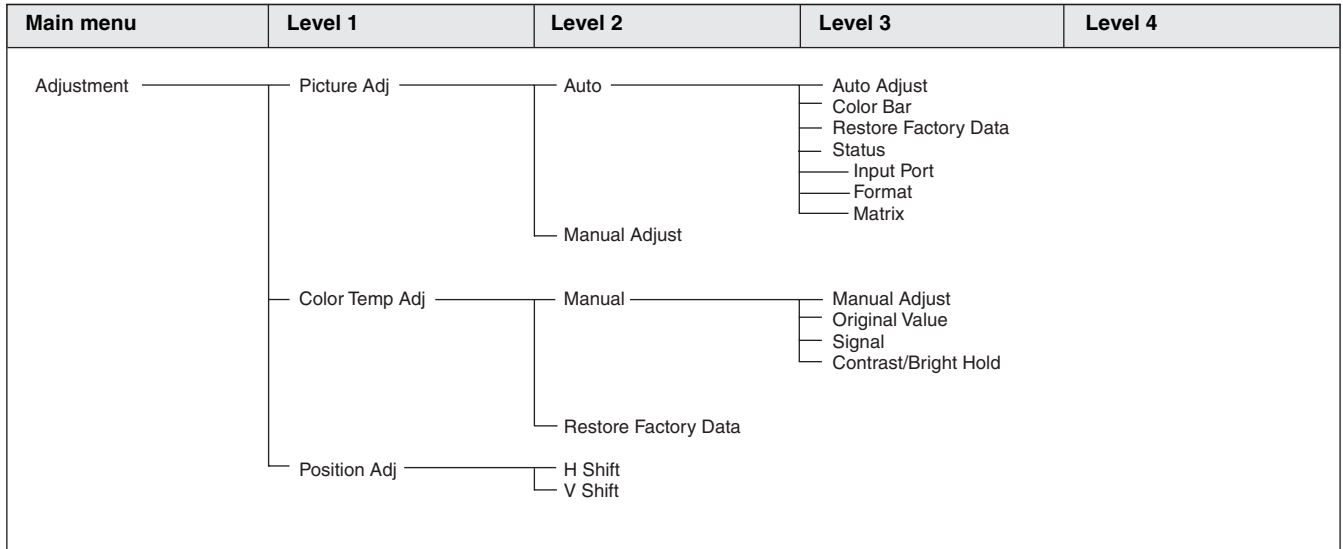 Main menu Level 1 Level 2 Level 3 Level 4
Adjustment Picture Adj Auto Auto Adjust
Color Bar
Restore Factory Data
Status
Input Port
Format
Matrix
Manual Adjust
Color Temp Adj Manual Manual Adjust
Original Value
Signal
Contrast/Bright Hold
Restore Factory Data
Position Adj H Shift
V Shift